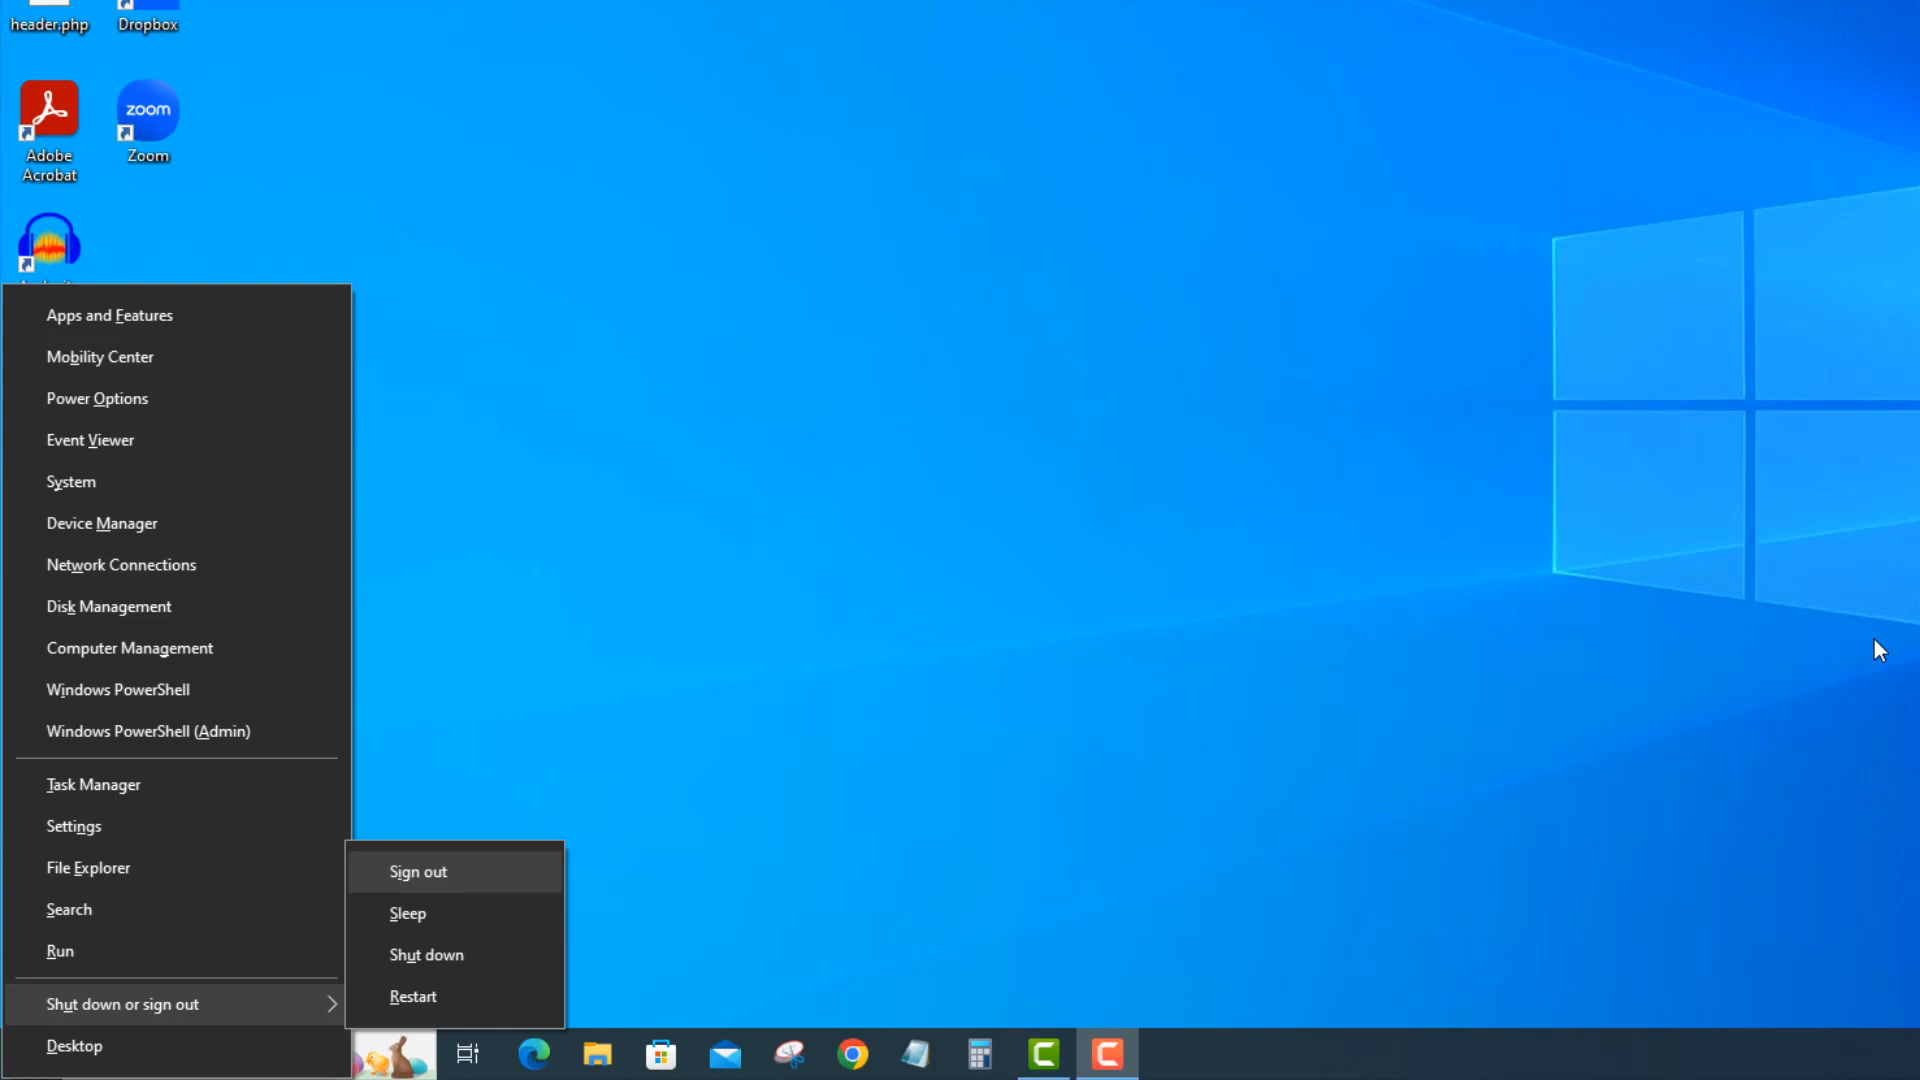 header.php
Dropbox
zoom
Adobe
Acrobat
Zoom
Apps and Features
Mobility Center
Power Options
Event Viewer
System
Device Manager
Network Connections
Disk Management
Computer Management
Windows PowerShell
Windows PowerShell (Admin)
Task Manager
Settings
File Explorer
Search
Run
Shut down or sign out
Desktop
Sign out
Sleep
Shut down
Restart